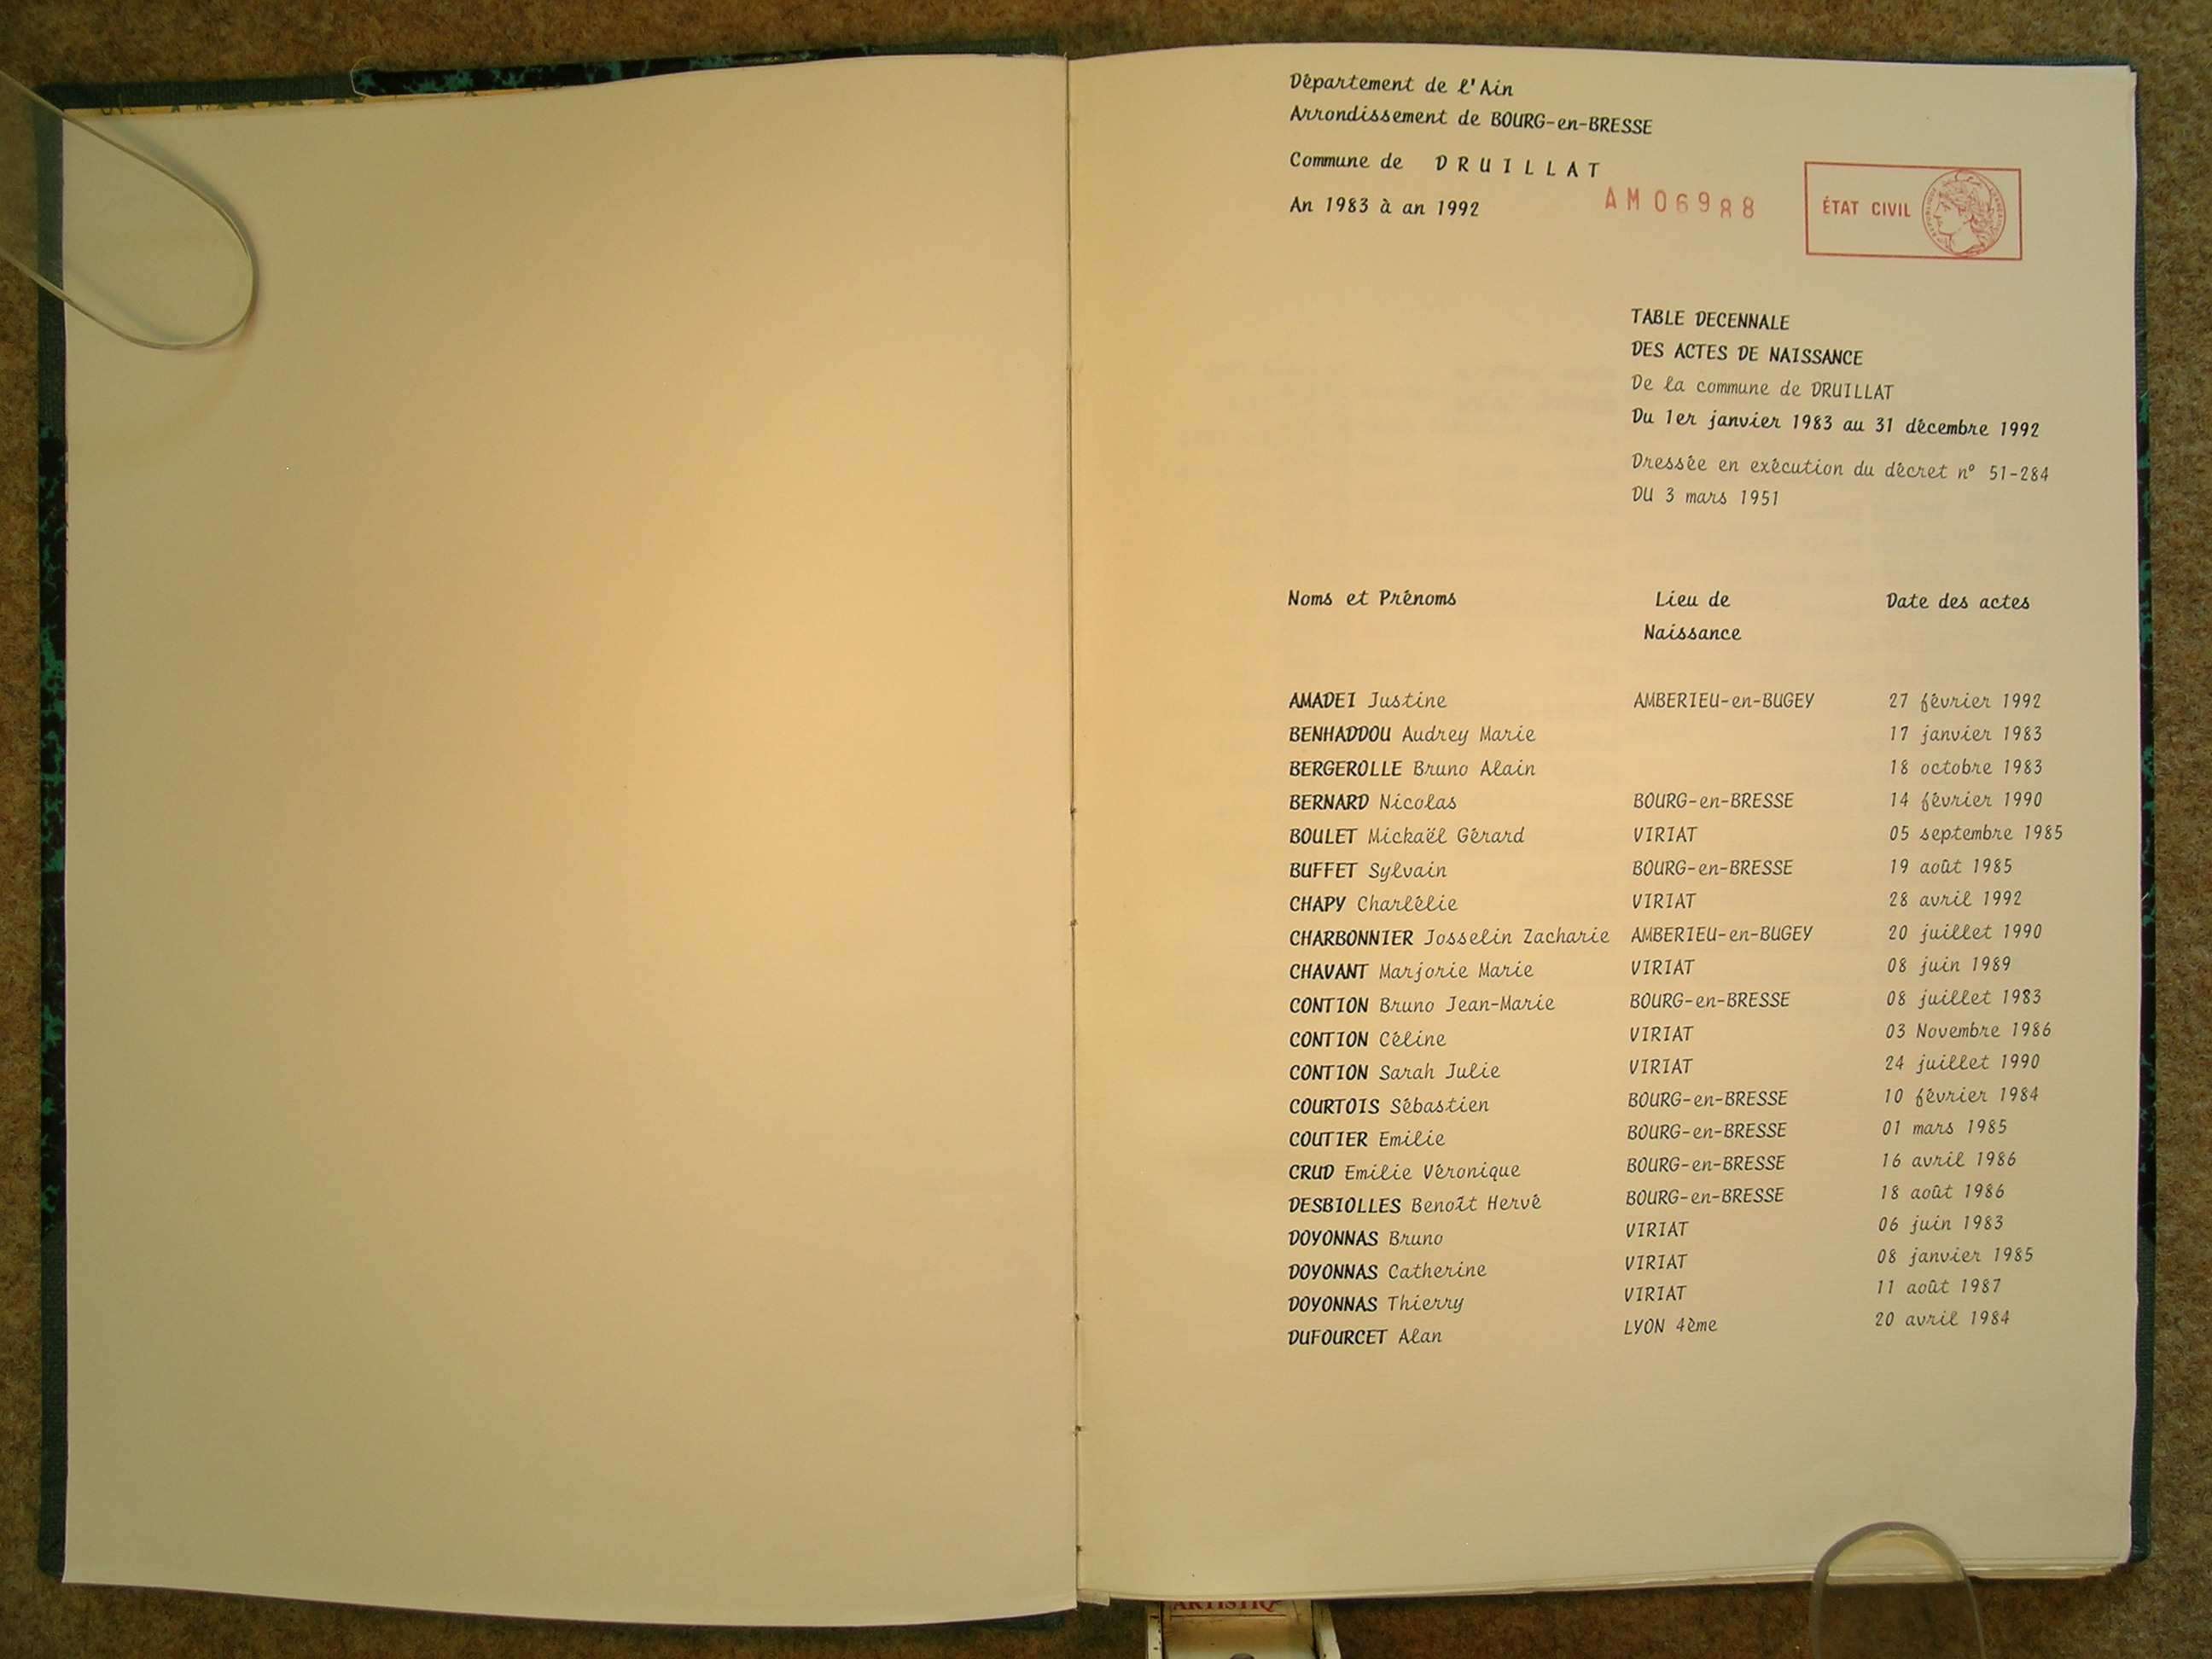 Département de l'Ain
Arrondissement de BOURG-en-BRESSE
Commune de DRUILLAT
An 1983 à an 1992
AM06988
ÉTAT CIVIL
TABLE DECENNALE
DES ACTES DE NAISSANCE
De la commune de DRUILLAT
Du 1er janvier 1983 au 31 décembre 1992
Dressée en exécution du décret nº 51-284
DU 3 mars 1951
Noms et Prénoms Lieu de Naissance Date des actes
AMADEI Justine AMBERIEU-en-BUGEY 27 février 1992
BENHADDOU Audrey Marie 17 janvier 1983
BERGEROLLE Bruno Alain 18 octobre 1983
BERNARD Nicolas BOURG-en-BRESSE 14 février 1990
BOULET Mickaël Gérard VIRIAT 05 septembre 1985
BUFFET Sylvain BOURG-en-BRESSE 19 août 1985
CHAPY Charlélie VIRIAT 28 avril 1992
CHARBONNIER Josselin Zacharie AMBERIEU-en-BUGEY 20 juillet 1990
CHAVANT Marjorie Marie VIRIAT 08 juin 1989
CONTION Bruno Jean-Marie BOURG-en-BRESSE 08 juillet 1983
CONTION Céline VIRIAT 03 Novembre 1986
CONTION Sarah Julie VIRIAT 24 juillet 1990
COURTOIS Sébastien BOURG-en-BRESSE 10 février 1984
COUTIER Emilie BOURG-en-BRESSE 01 mars 1985
CRUD Emilie Véronique BOURG-en-BRESSE 16 avril 1986
DESBIOLLES Benoît Hervé BOURG-en-BRESSE 18 août 1986
DOYONNAS Bruno VIRIAT 06 juin 1983
DOYONNAS Catherine VIRIAT 08 janvier 1985
DOYONNAS Thierry VIRIAT 11 août 1987
DUFOURCET Alan LYON 4ème 20 avril 1984